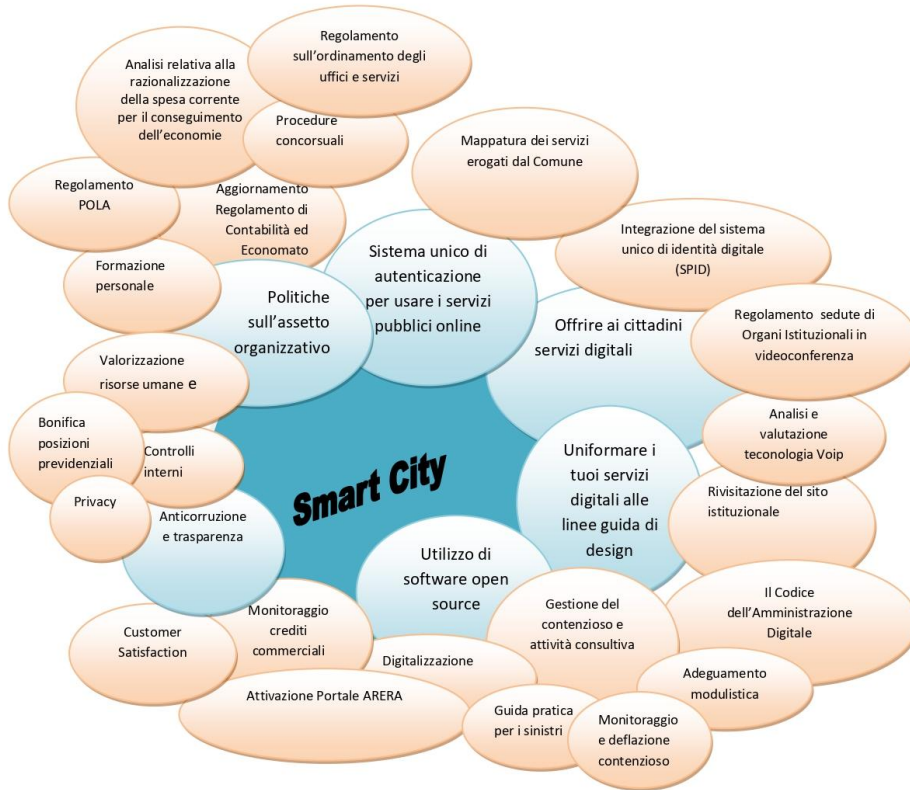 Regolamento
sull'ordinamento degli
uffici e servizi
Analisi relativa alla
razionalizzazione
della spesa corrente
per il conseguimento
dell'economie
Procedure
concorsuali
Mappatura dei servizi
erogati dal Comune
Regolamento
POLA
Aggiornamento
Regolamento di
Contabilità ed
Economato
Integrazione del sistema
unico di identità digitale
(SPID)
Formazione
personale
Politiche
sull'assetto
organizzativo
Sistema unico di
autenticazione
per usare i servizi
pubblici online
Offrire ai cittadini
servizi digitali
Regolamento sedute di
Organi Istituzionali in
videoconferenza
Valorizzazione
risorse umane e
Bonifica
posizioni
previdenziali
Controlli
interni
Privacy
Anticorruzione
e trasparenza
Smart City
Uniformare i
tuoi servizi
digitali alle
linee guida di
design
Analisi e
valutazione
teconologia Voip
Rivisitazione del sito
istituzionale
Utilizzo di
software open
source
Gestione del
contenzioso e
attività consultiva
Il Codice
dell'Amministrazione
Digitale
Customer
Satisfaction
Monitoraggio
crediti
commerciali
Digitalizzazione
Adeguamento
modulistica
Attivazione Portale ARERA
Guida pratica
per i sinistri
Monitoraggio
e deflazione
contenzioso